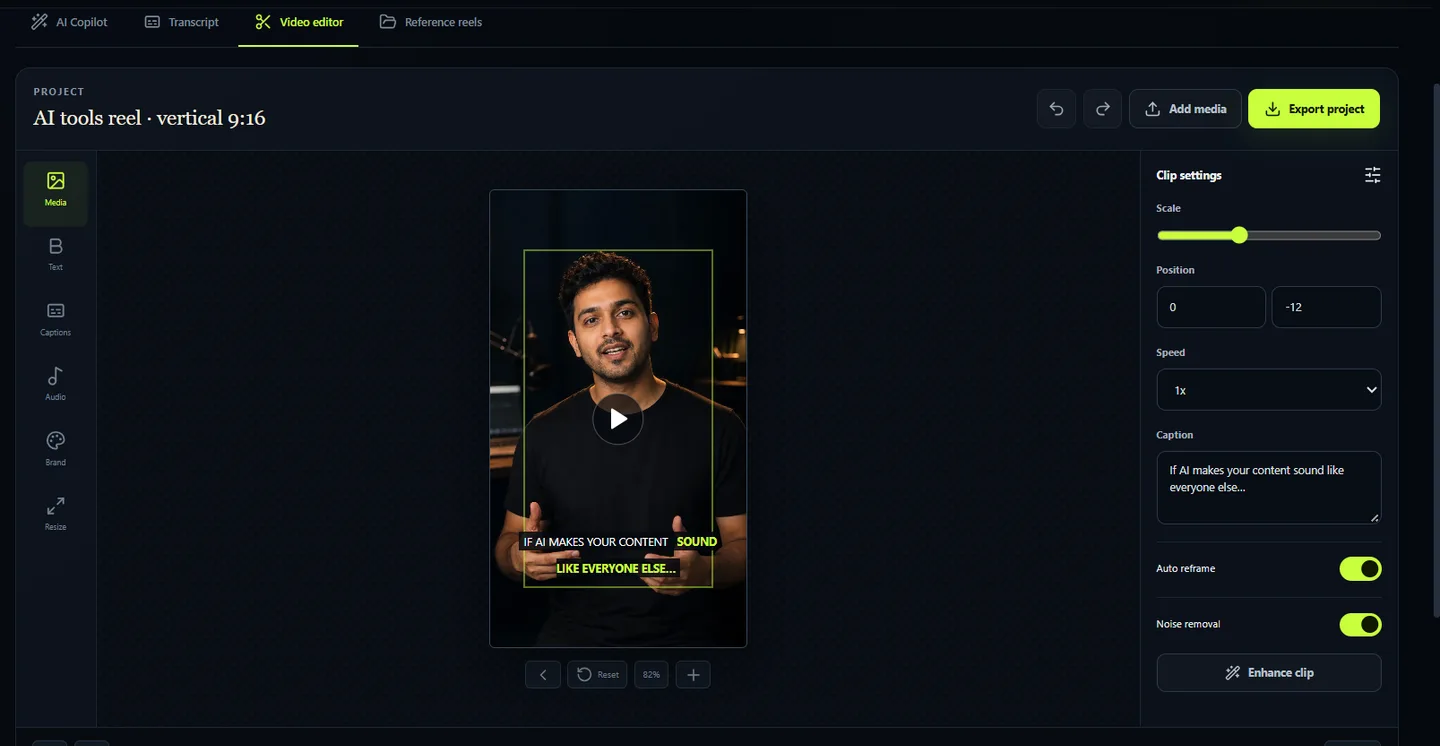 AI Copilot
Transcript
Video editor
Reference reels
PROJECT
AI tools reel · vertical 9:16
Add media
Export project
Media
Text
Captions
Audio
Brand
Resize
IF AI MAKES YOUR CONTENT SOUND
LIKE EVERYONE ELSE...
Reset
82%
Clip settings
Scale
Position
0
-12
Speed
1x
Caption
If AI makes your content sound like
everyone else...
Auto reframe
Noise removal
Enhance clip